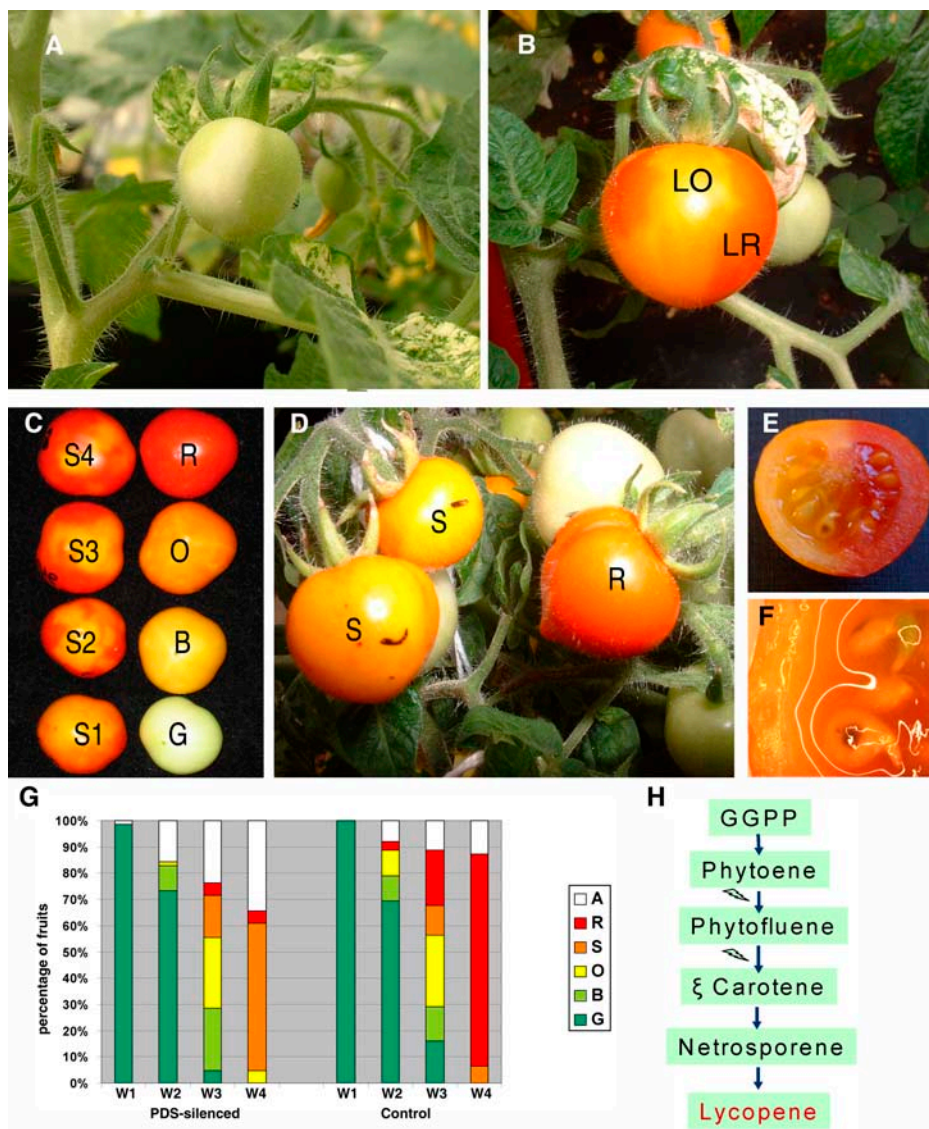 A
B
LO
LR
C
S4
R
S3
O
S2
B
S1
G
D
S
S
R
E
F
G
percentage of fruits
100%
90%
80%
70%
60%
50%
40%
30%
20%
10%
0%
W1 W2 W3 W4 W1 W2 W3 W4
PDS-silenced Control
A
R
S
O
B
G
H
GGPP
Phytoene
Phytofluene
ξ Carotene
Netrosporene
Lycopene